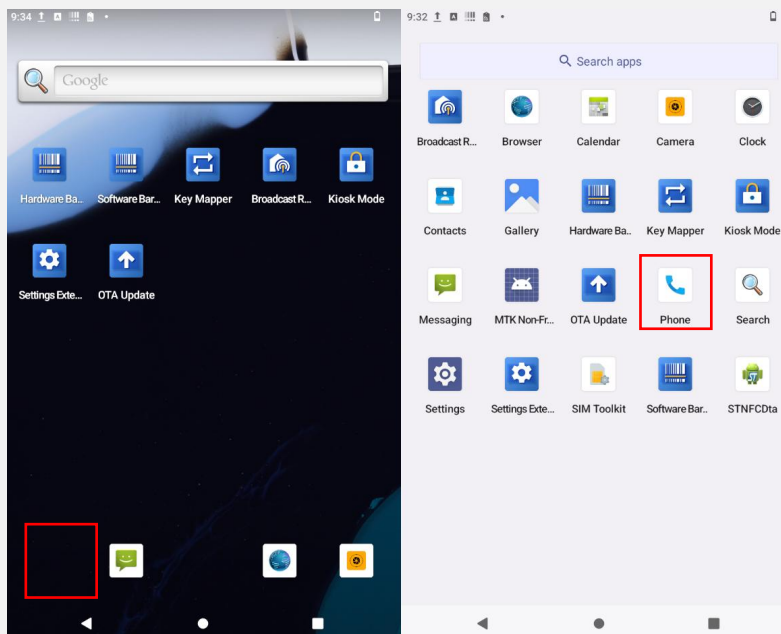 9:34
Google
Hardware Ba..
Software Bar...
Key Mapper
Broadcast R...
Kiosk Mode
Settings Exte...
OTA Update
9:32
Search apps
Broadcast R...
Browser
Calendar
Camera
Clock
Contacts
Gallery
Hardware Ba..
Key Mapper
Kiosk Mode
Messaging
MTK Non-Fr...
OTA Update
Phone
Search
Settings
Settings Exte...
SIM Toolkit
Software Bar..
STNFCDta